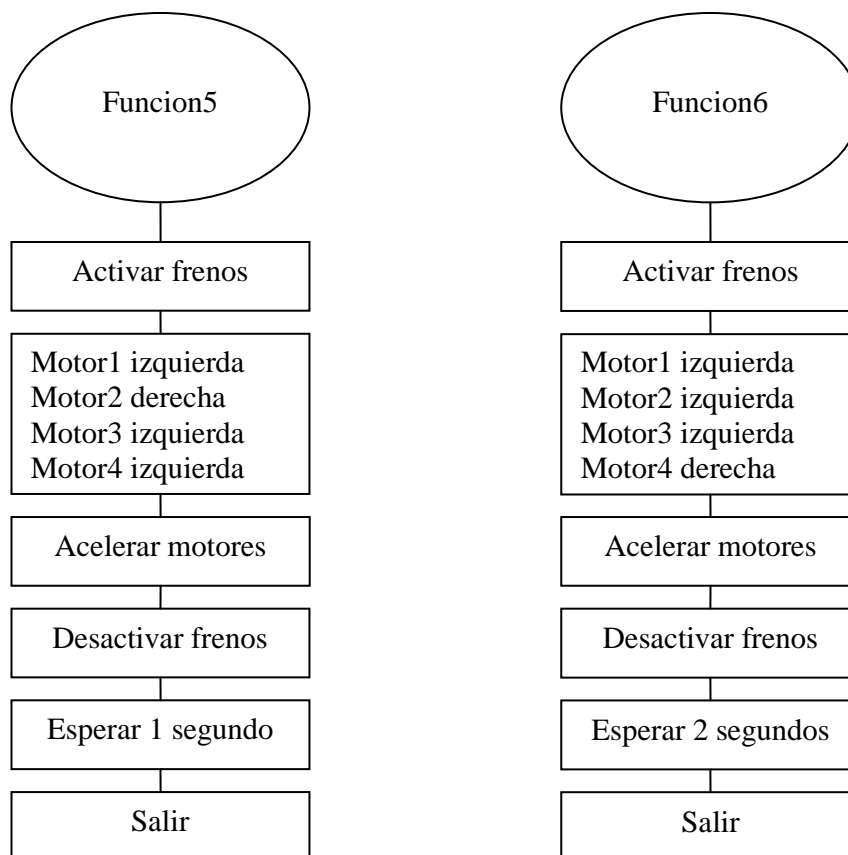 Funcion5
Activar frenos
Motor1 izquierda
Motor2 derecha
Motor3 izquierda
Motor4 izquierda
Acelerar motores
Desactivar frenos
Esperar 1 segundo
Salir
Funcion6
Activar frenos
Motor1 izquierda
Motor2 izquierda
Motor3 izquierda
Motor4 derecha
Acelerar motores
Desactivar frenos
Esperar 2 segundos
Salir